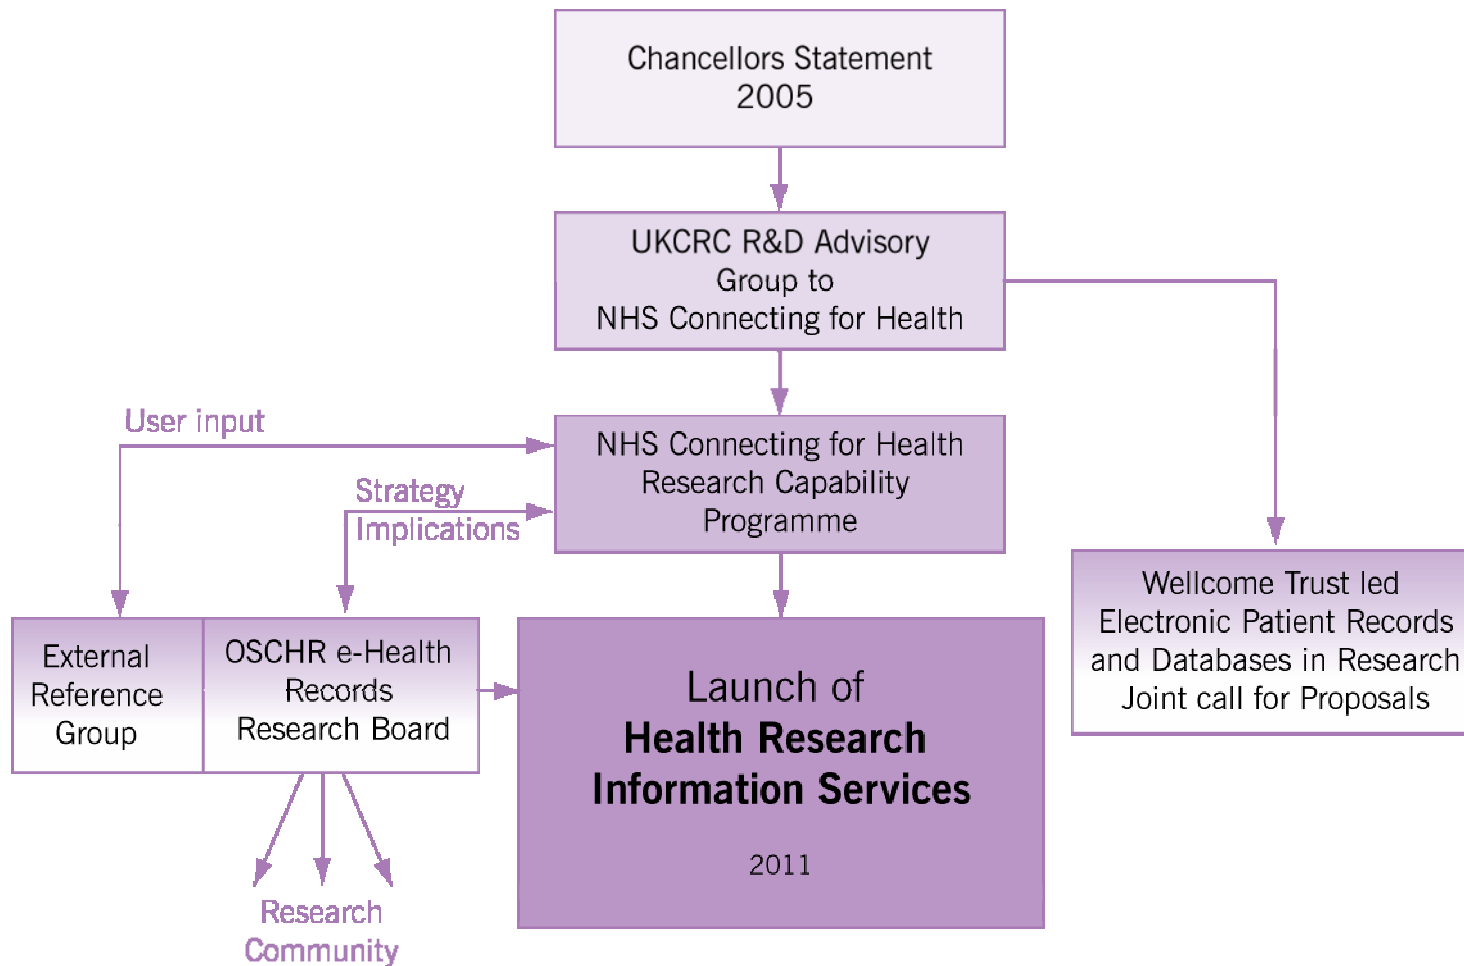 Chancellors Statement
2005
UKCRC R&D Advisory
Group to
NHS Connecting for Health
User input
NHS Connecting for Health
Research Capability
Programme
Strategy
Implications
External
Reference
Group
OSCHR e-Health
Records
Research Board
Launch of
Health Research
Information Services
2011
Wellcome Trust led
Electronic Patient Records
and Databases in Research
Joint call for Proposals
Research
Community